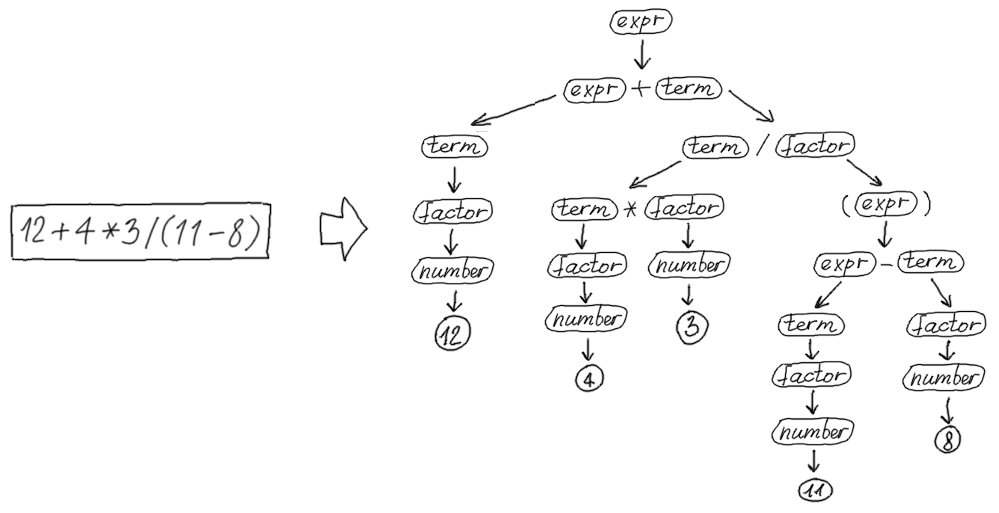 12+4*3/(11-8)
expr
expr + term
term
term / factor
factor
term * factor
(expr)
number
factor
number
expr - term
12
number
3
term
factor
4
factor
number
number
8
11